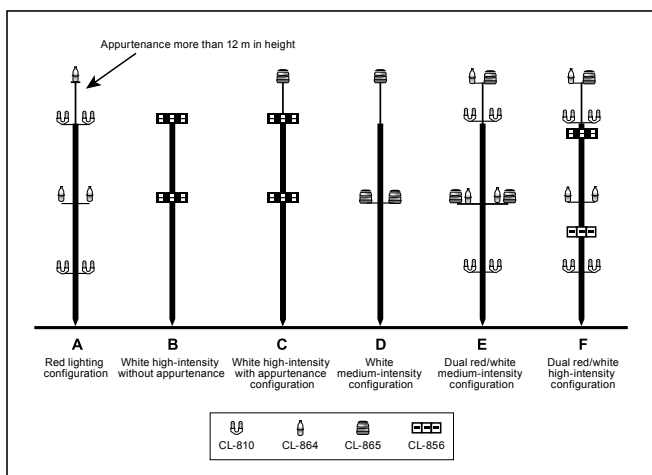 Appurtenance more than 12 m in height
A B C D E F
Red lighting configuration
White high-intensity without appurtenance
White high-intensity with appurtenance configuration
White medium-intensity configuration
Dual red/white medium-intensity configuration
Dual red/white high-intensity configuration
CL-810 CL-864 CL-865 CL-856